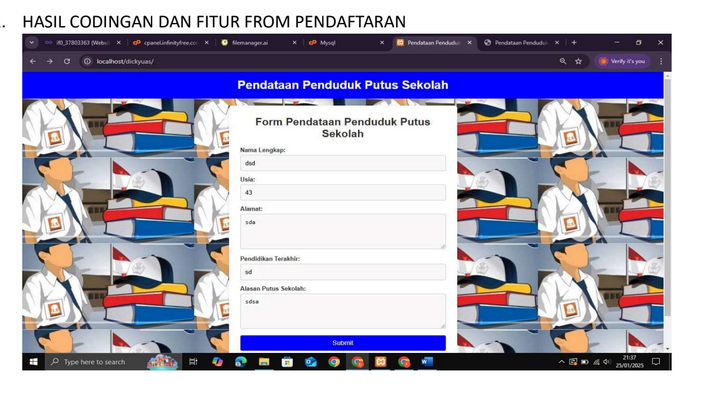 . HASIL CODINGAN DAN FITUR FROM PENDAFTARAN
if0_37803363 (Websi
cpanel.infinityfree.co
filemanager.ai
Mysql
Pendataan Penduduk
Pendataan Penduduk
localhost/dickyuas/
Verify it's you
Pendataan Penduduk Putus Sekolah
Form Pendataan Penduduk Putus
Sekolah
Nama Lengkap:
dsd
Usia:
43
Alamat:
sda
Pendidikan Terakhir:
sd
Alasan Putus Sekolah:
sdsa
Submit
Type here to search
21:37
25/01/2025